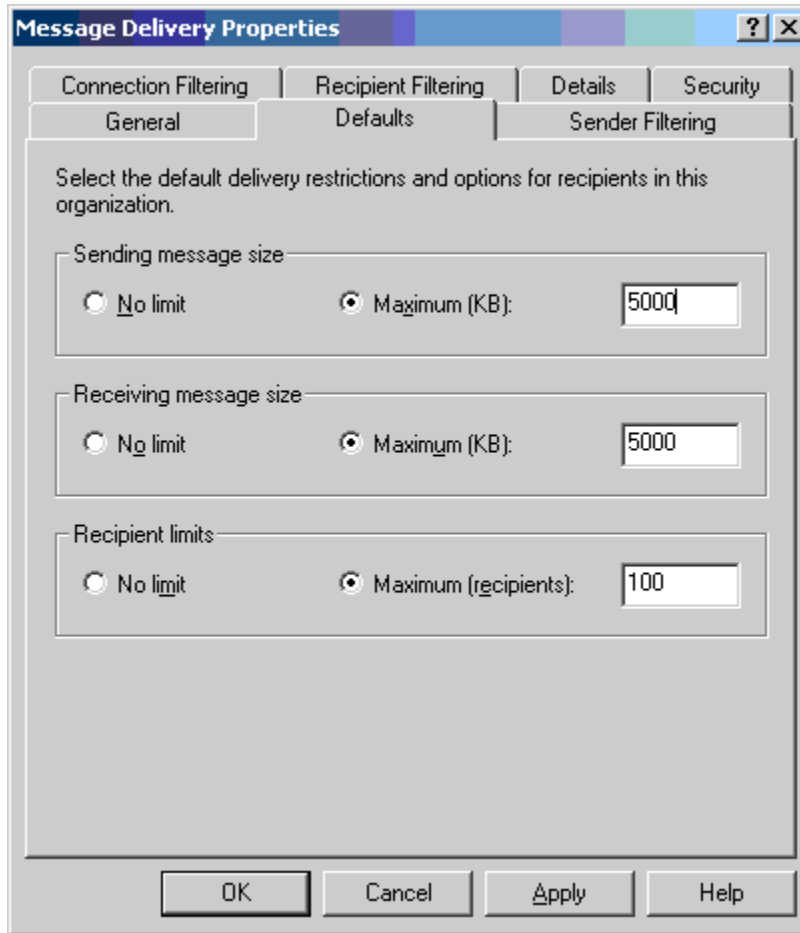 Message Delivery Properties
Connection Filtering Recipient Filtering Details Security
General Defaults Sender Filtering
Select the default delivery restrictions and options for recipients in this
organization.
Sending message size
No limit Maximum (KB): 5000
Receiving message size
No limit Maximum (KB): 5000
Recipient limits
No limit Maximum (recipients): 100
OK Cancel Apply Help